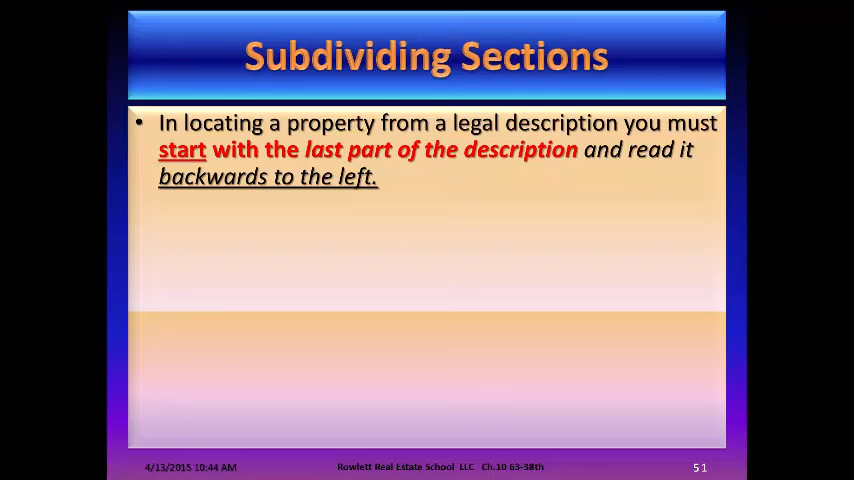 Subdividing Sections
• In locating a property from a legal description you must
start with the last part of the description and read it
backwards to the left.
4/13/2015 10:44 AM
Rowlett Real Estate School LLC Ch.10 63-38th
51